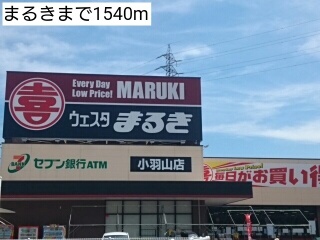 まるきまで1540m
Every Day
Low Price!
MARUKI
喜
ウェスタ まるき
セブン銀行ATM
小羽山店
毎日がお買い得